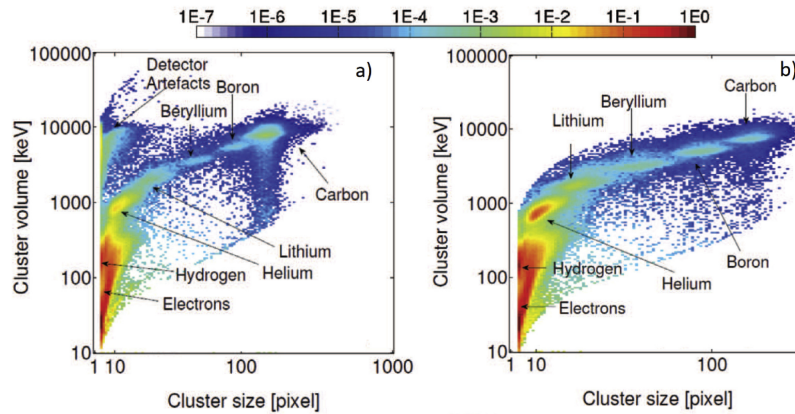 1E-7 1E-6 1E-5 1E-4 1E-3 1E-2 1E-1 1E0
a)
100000
10000
1000
100
10
1 10 100 1000
Cluster volume [keV]
Cluster size [pixel]
Detector
Artefacts
Boron
Beryllium
Carbon
Lithium
Helium
Hydrogen
Electrons
b)
100000
10000
1000
100
10
1 10 100
Cluster volume [keV]
Cluster size [pixel]
Carbon
Beryllium
Lithium
Boron
Hydrogen
Helium
Electrons